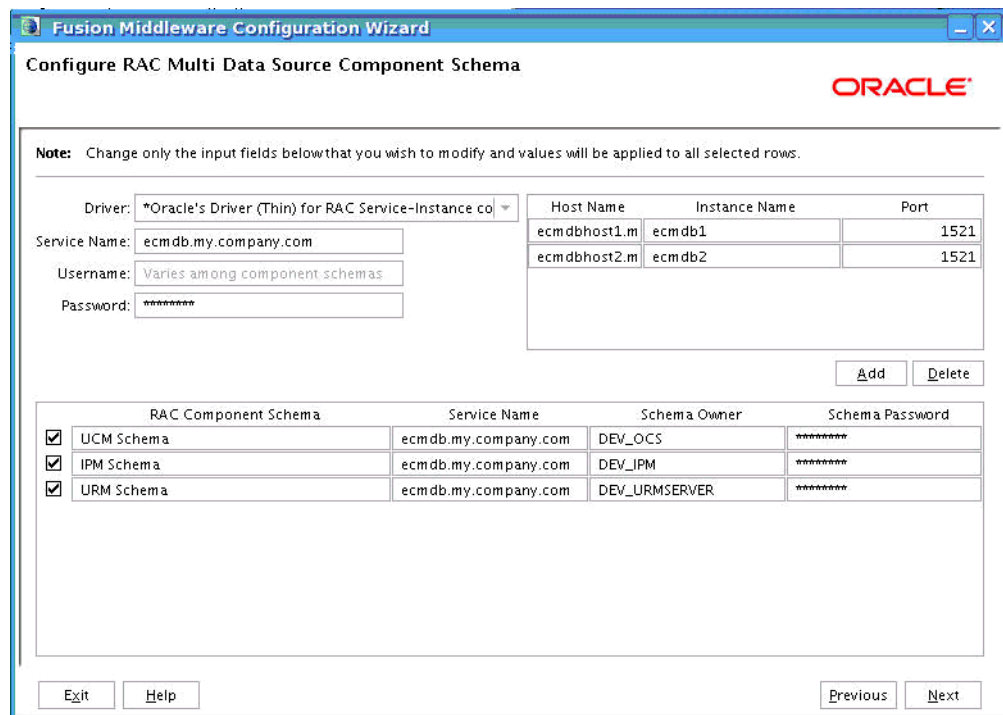 Fusion Middleware Configuration Wizard
Configure RAC Multi Data Source Component Schema
ORACLE
Note: Change only the input fields below that you wish to modify and values will be applied to all selected rows.
Driver: *Oracle's Driver (Thin) for RAC Service-Instance co
Service Name: ecmdb.my.company.com
Username: Varies among component schemas
Password: ********
Host Name Instance Name Port
ecmdbhost1.m ecmdb1 1521
ecmdbhost2.m ecmdb2 1521
Add Delete
RAC Component Schema Service Name Schema Owner Schema Password
UCM Schema ecmdb.my.company.com DEV_OCS ********
IPM Schema ecmdb.my.company.com DEV_IPM ********
URM Schema ecmdb.my.company.com DEV_URMSERVER ********
Exit Help Previous Next